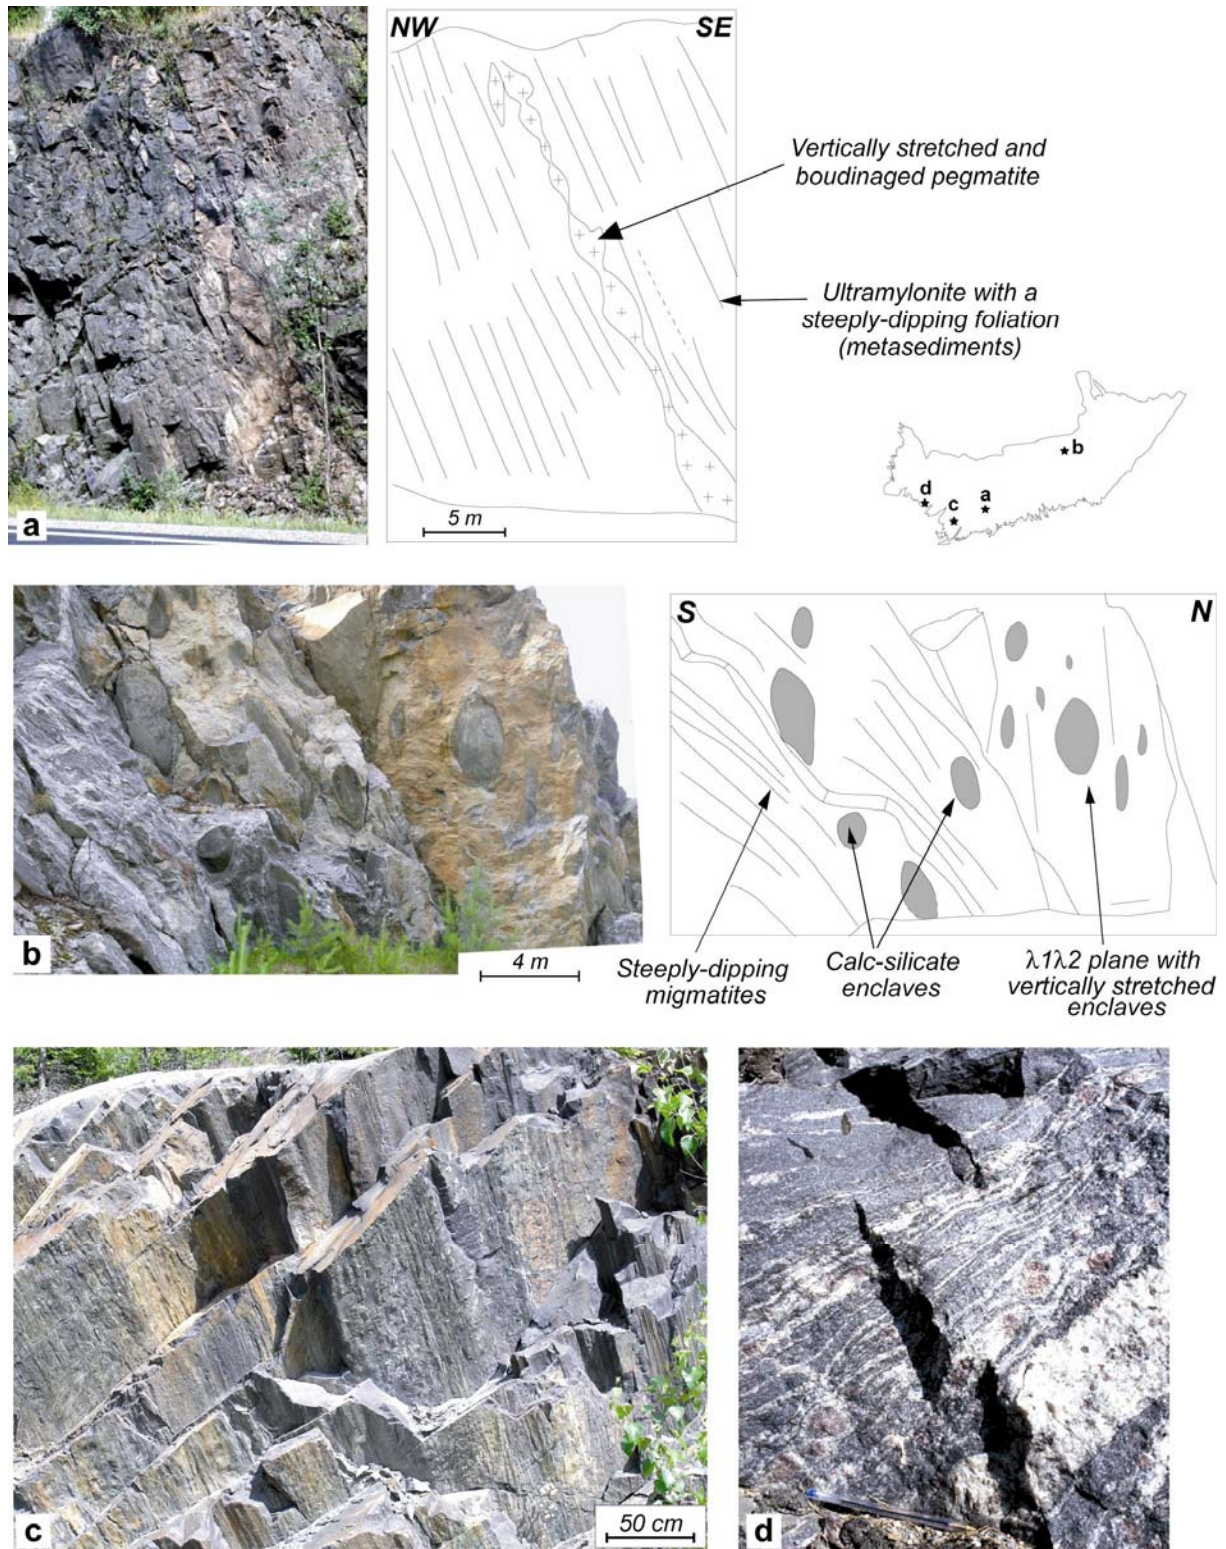 NW
SE
Vertically stretched and
boudinaged pegmatite
Ultramylonite with a
steeply-dipping foliation
(metasediments)
5 m
a
b
d
c
a
S
N
b
4 m
Steeply-dipping
migmatites
Calc-silicate
enclaves
λ1λ2 plane with
vertically stretched
enclaves
c
50 cm
d